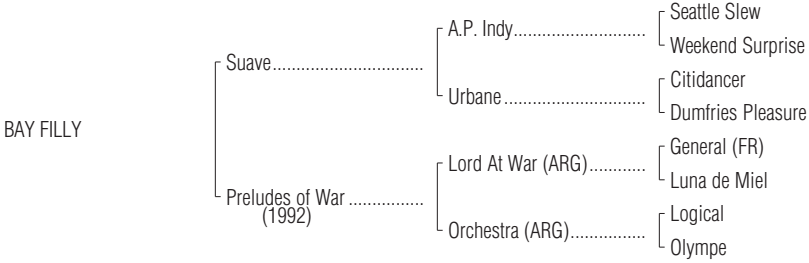 Seattle Slew
A.P. Indy..............................
Weekend Surprise
Suave..................................
Citidancer
Urbane................................
Dumfries Pleasure
BAY FILLY
General (FR)
Lord At War (ARG)............
Luna de Miel
Preludes of War ................
(1992)
Logical
Orchestra (ARG)................
Olympe